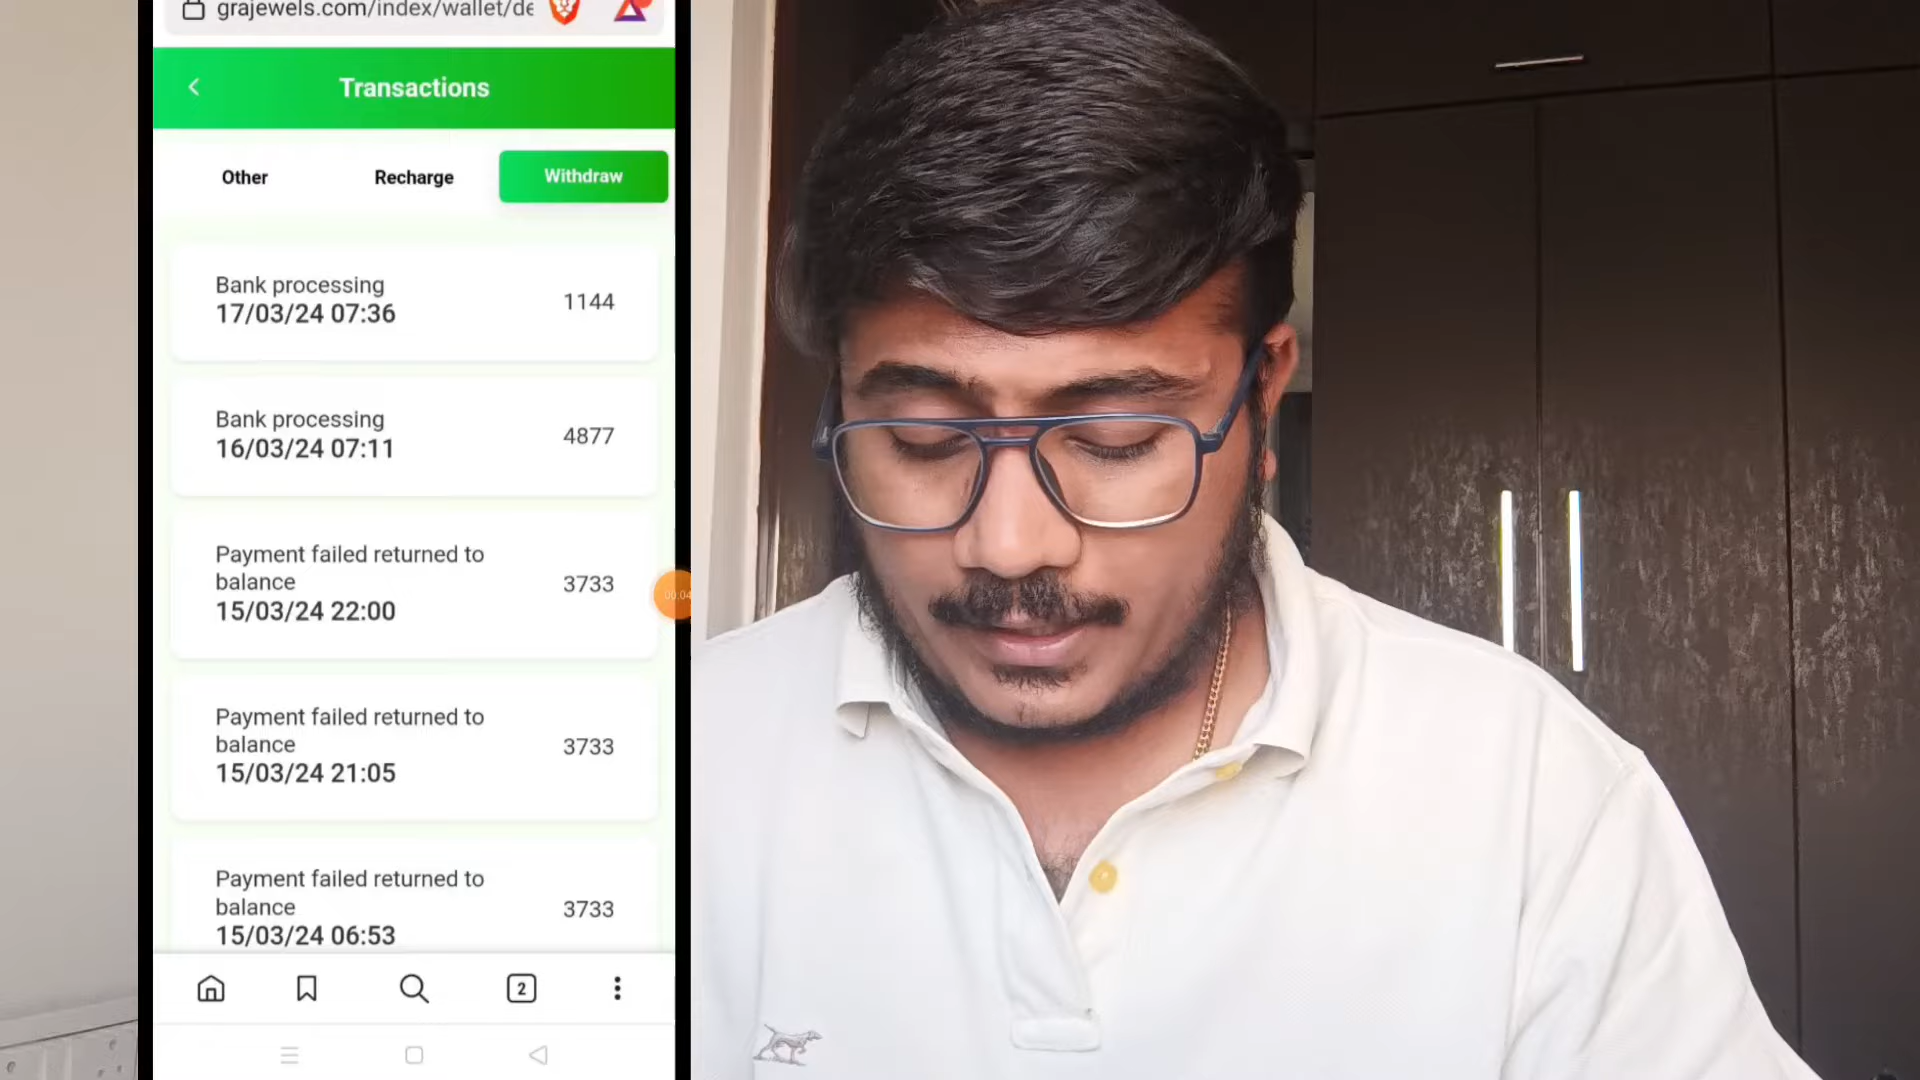 grajewels.com/index/wallet/de
Transactions
Other
Recharge
Withdraw
Bank processing
17/03/24 07:36
1144
Bank processing
16/03/24 07:11
4877
Payment failed returned to
balance
15/03/24 22:00
3733
00:04
Payment failed returned to
balance
15/03/24 21:05
3733
Payment failed returned to
balance
15/03/24 06:53
3733
2